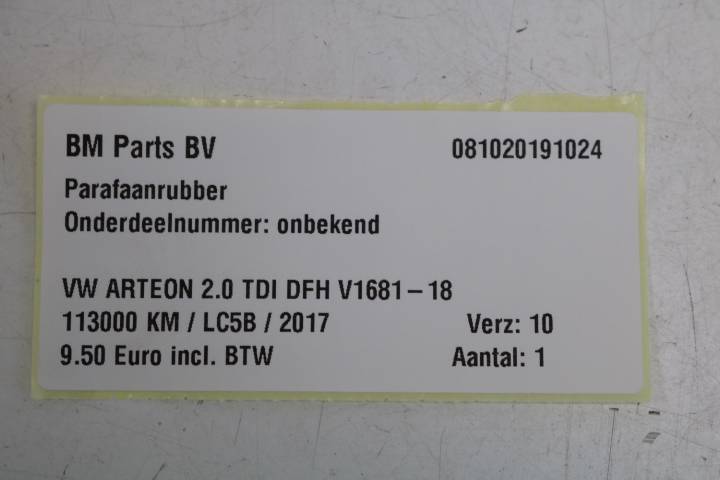 BM Parts BV 081020191024
Parafaanrubber
Onderdeelnummer: onbekend
VW ARTEON 2.0 TDI DFH V1681-18
113000 KM / LC5B / 2017 Verz: 10
9.50 Euro incl. BTW Aantal: 1